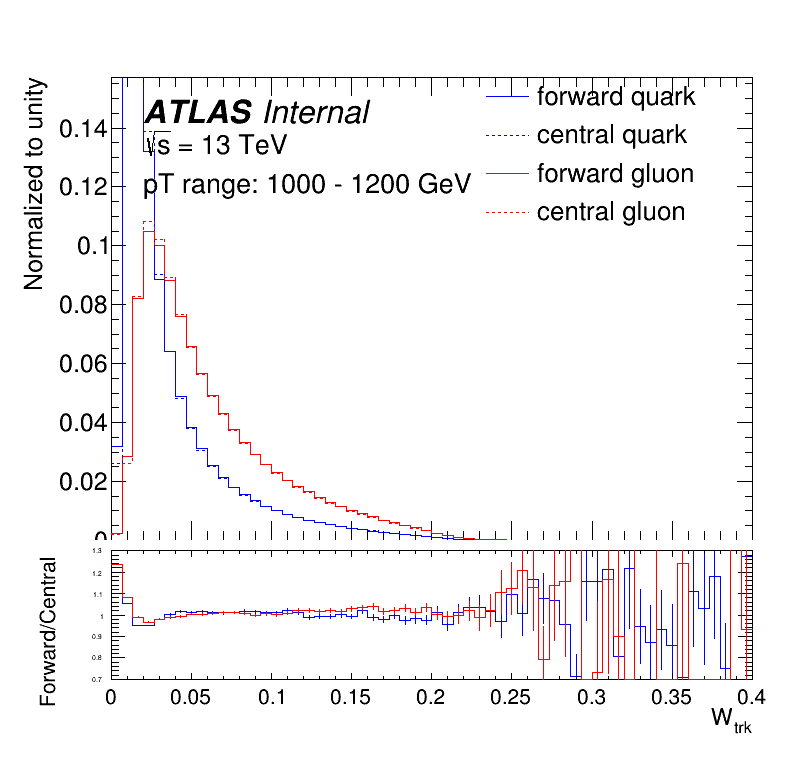 Normalized to unity
ATLAS Internal
√s = 13 TeV
pT range: 1000 - 1200 GeV
forward quark
central quark
forward gluon
central gluon
0.14
0.12
0.1
0.08
0.06
0.04
0.02
0
Forward/Central
1.3
1.2
1.1
1
0.9
0.8
0.7
0 0.05 0.1 0.15 0.2 0.25 0.3 0.35 0.4
W_trk